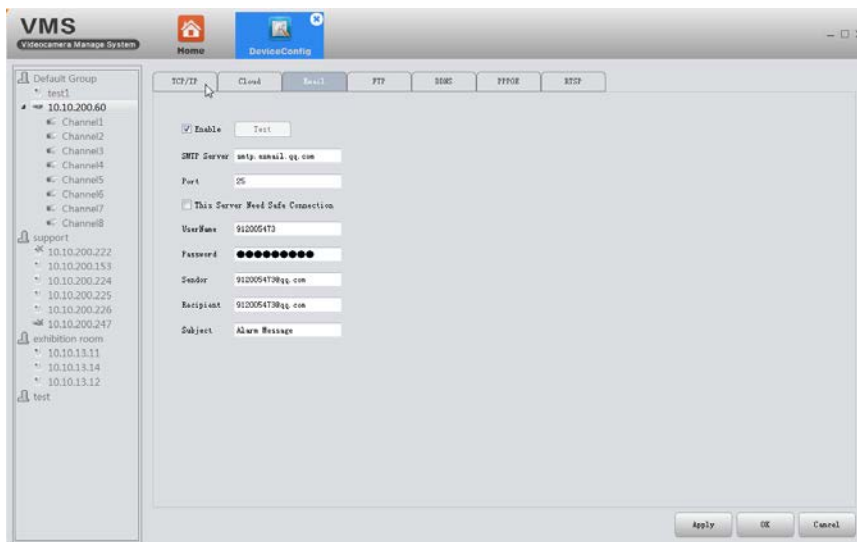 VMS
Videocamera Manage System
Home
DeviceConfig
Default Group
test1
10.10.200.60
Channel1
Channel2
Channel3
Channel4
Channel5
Channel6
Channel7
Channel8
support
10.10.200.222
10.10.200.153
10.10.200.224
10.10.200.225
10.10.200.226
10.10.200.247
exhibition room
10.10.13.11
10.10.13.14
10.10.13.12
test
TCP/IP Cloud Email FTP DDNS PPPOE RTSP
Enable Test
SMTP Server smtp.exmail.qq.com
Port 25
This Server Need Safe Connection
UserName 912005473
Password
Sendor 912005473@qq.com
Recipient 912005473@qq.com
Subject Alarm Message
Apply OK Cancel